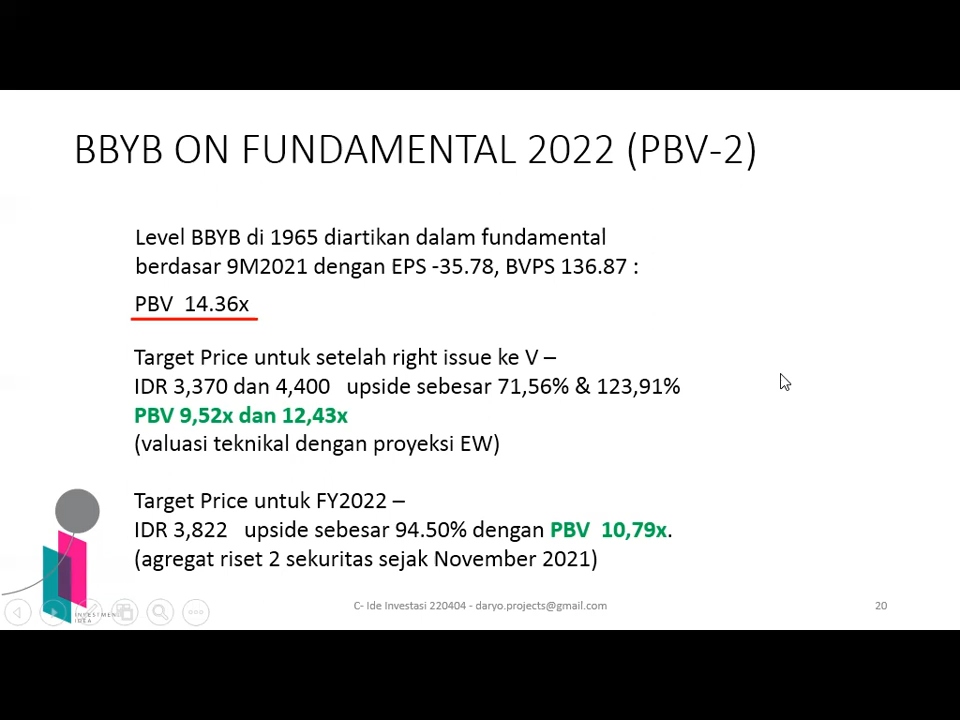 BBYB ON FUNDAMENTAL 2022 (PBV-2)
Level BBYB di 1965 diartikan dalam fundamental
berdasar 9M2021 dengan EPS -35.78, BVPS 136.87 :
PBV 14.36x
Target Price untuk setelah right issue ke V –
IDR 3,370 dan 4,400 upside sebesar 71,56% & 123,91%
PBV 9,52x dan 12,43x
(valuasi teknikal dengan proyeksi EW)
Target Price untuk FY2022 –
IDR 3,822 upside sebesar 94.50% dengan PBV 10,79x.
(agregat riset 2 sekuritas sejak November 2021)
INVESTMENT
IDEA
C- Ide Investasi 220404 - daryo.projects@gmail.com
20